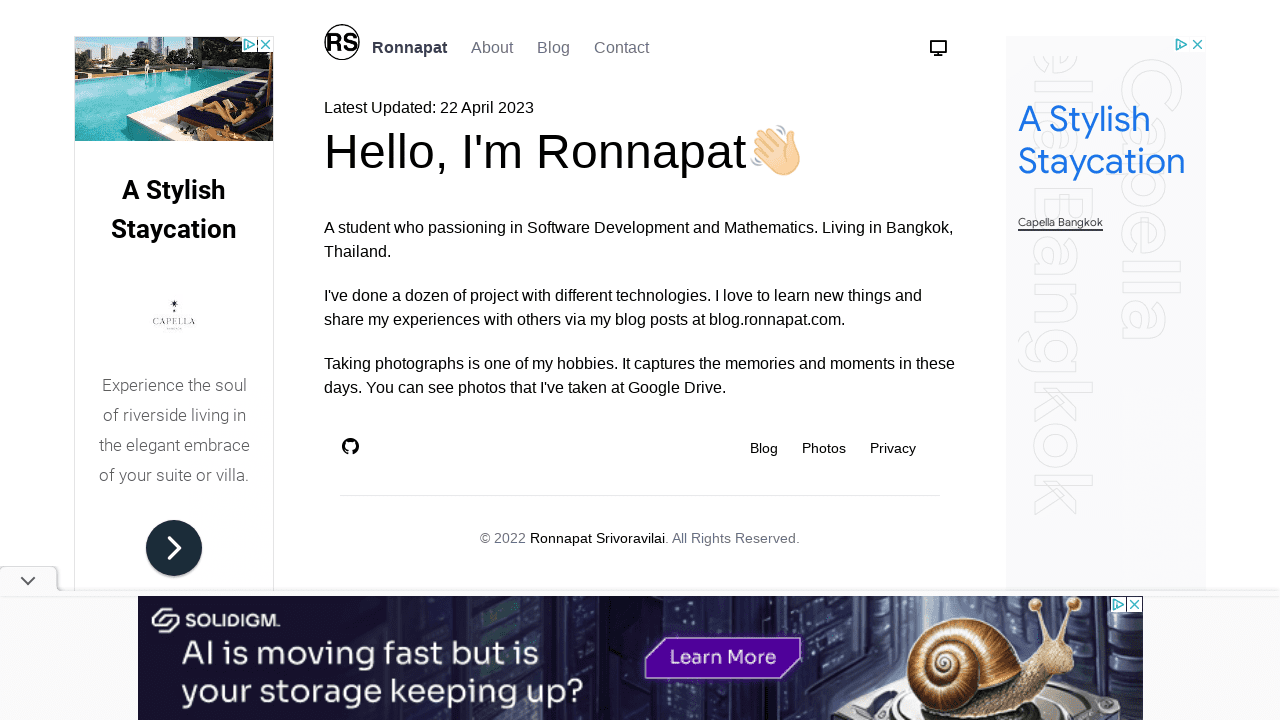 RS
Ronnapat
About
Blog
Contact
Latest Updated: 22 April 2023
Hello, I'm Ronnapat
A student who passioning in Software Development and Mathematics. Living in Bangkok,
Thailand.
I've done a dozen of project with different technologies. I love to learn new things and
share my experiences with others via my blog posts at blog.ronnapat.com.
Taking photographs is one of my hobbies. It captures the memories and moments in these
days. You can see photos that I've taken at Google Drive.
Blog
Photos
Privacy
© 2022 Ronnapat Srivoravilai. All Rights Reserved.
A Stylish
Staycation
CAPELLA
Experience the soul
of riverside living in
the elegant embrace
of your suite or villa.
A Stylish
Staycation
Capella Bangkok
Capella
Bangkok
SOLIDIGM
AI is moving fast but is
your storage keeping up?
Learn More